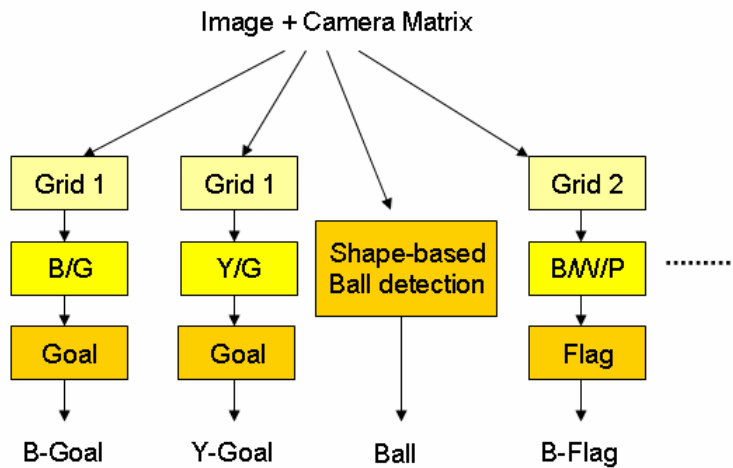 Image + Camera Matrix
Grid 1
Grid 1
Grid 2
B/G
Y/G
Shape-based
Ball detection
B/W/P
Goal
Goal
Flag
B-Goal
Y-Goal
Ball
B-Flag